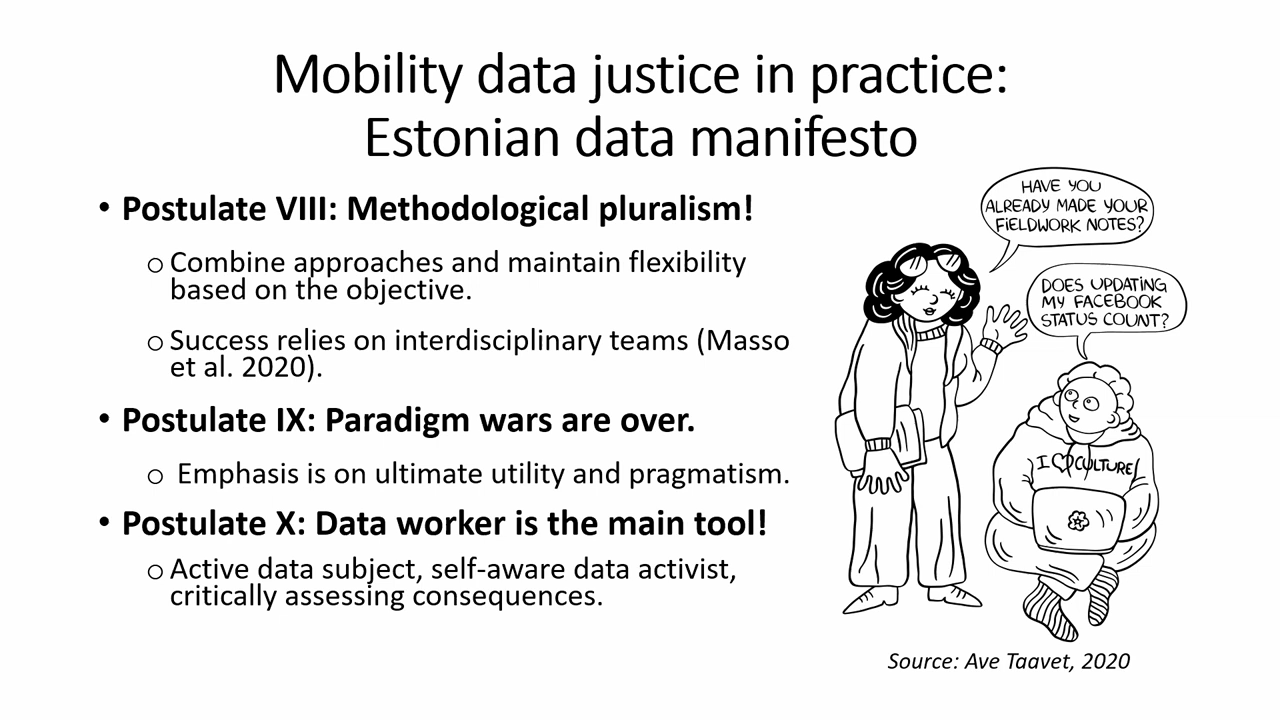 Mobility data justice in practice:
Estonian data manifesto
• Postulate VIII: Methodological pluralism!
o Combine approaches and maintain flexibility
based on the objective.
o Success relies on interdisciplinary teams (Masso
et al. 2020).
• Postulate IX: Paradigm wars are over.
o Emphasis is on ultimate utility and pragmatism.
• Postulate X: Data worker is the main tool!
o Active data subject, self-aware data activist,
critically assessing consequences.
HAVE YOU
ALREADY MADE YOUR
FIELDWORK NOTES?
DOES UPDATING
MY FACEBOOK
STATUS COUNT?
I ♡ CULTURE!
Source: Ave Taavet, 2020